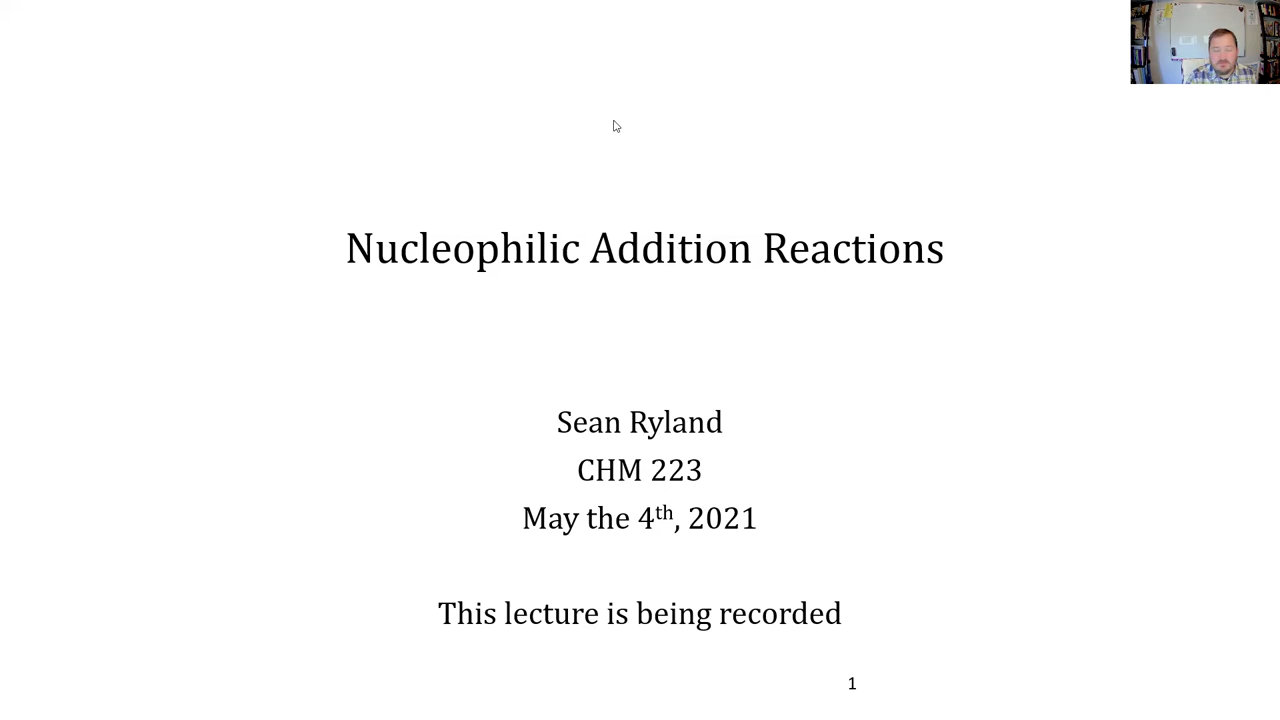 Nucleophilic Addition Reactions
Sean Ryland
CHM 223
May the 4th, 2021
This lecture is being recorded
1